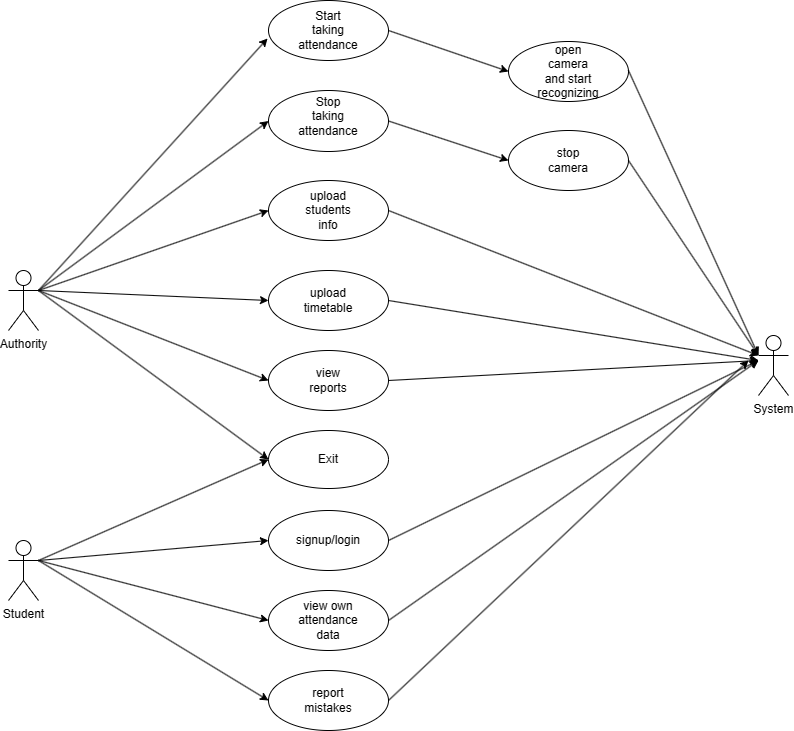 Start
taking
attendance
open
camera
and start
recognizing
Stop
taking
attendance
stop
camera
upload
students
info
upload
timetable
Authority
view
reports
System
Exit
signup/login
Student
view own
attendance
data
report
mistakes